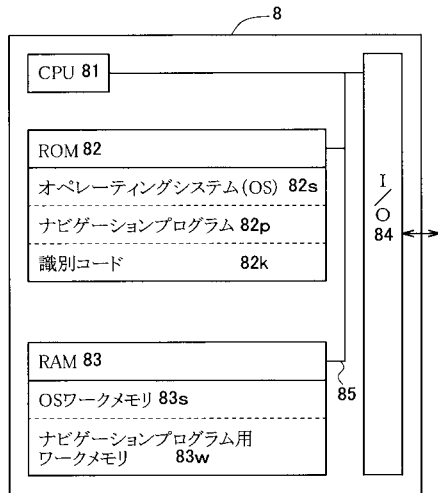 8
CPU 81
ROM 82
オペレーティングシステム(OS) 82s
ナビゲーションプログラム 82p
識別コード 82k
I/O
84
RAM 83
OSワークメモリ 83s
85
ナビゲーションプログラム用
ワークメモリ 83w